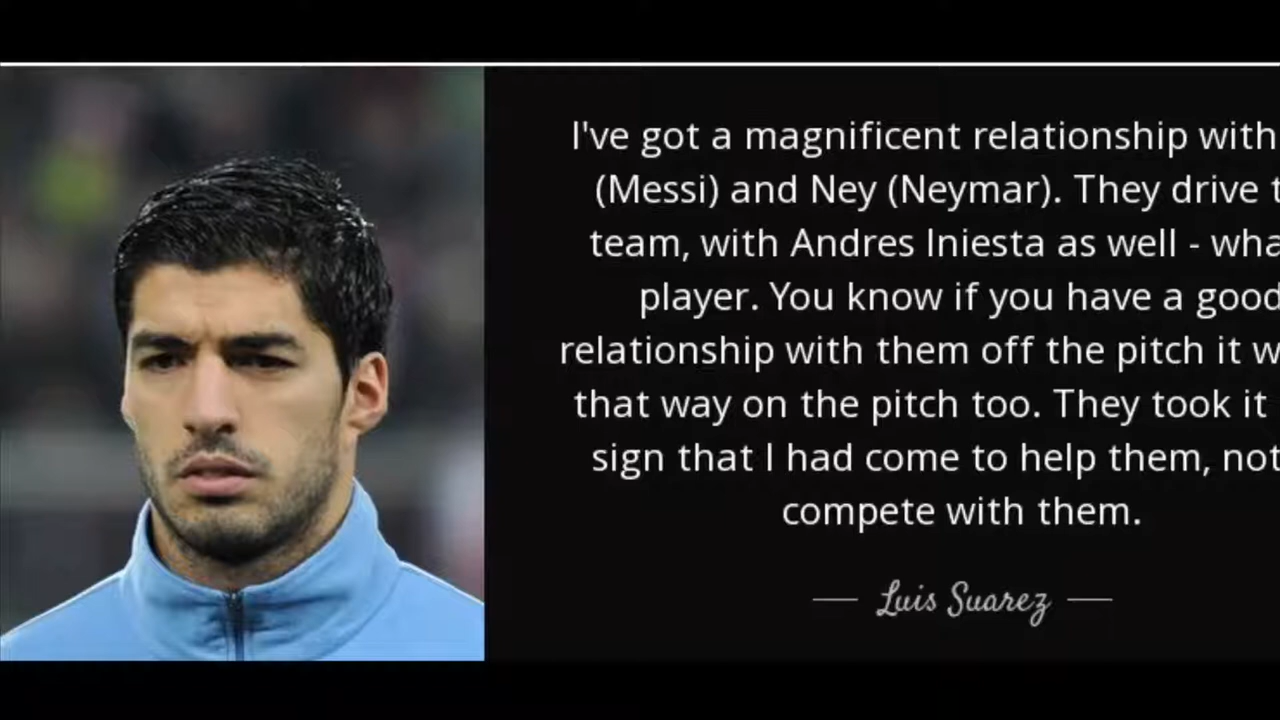 I've got a magnificent relationship with
(Messi) and Ney (Neymar). They drive
team, with Andres Iniesta as well -
player. You know if you have a good
relationship with them off the pitch it
that way on the pitch too. They took it
sign that I had come to help them, not
compete with them.
Luis Suarez